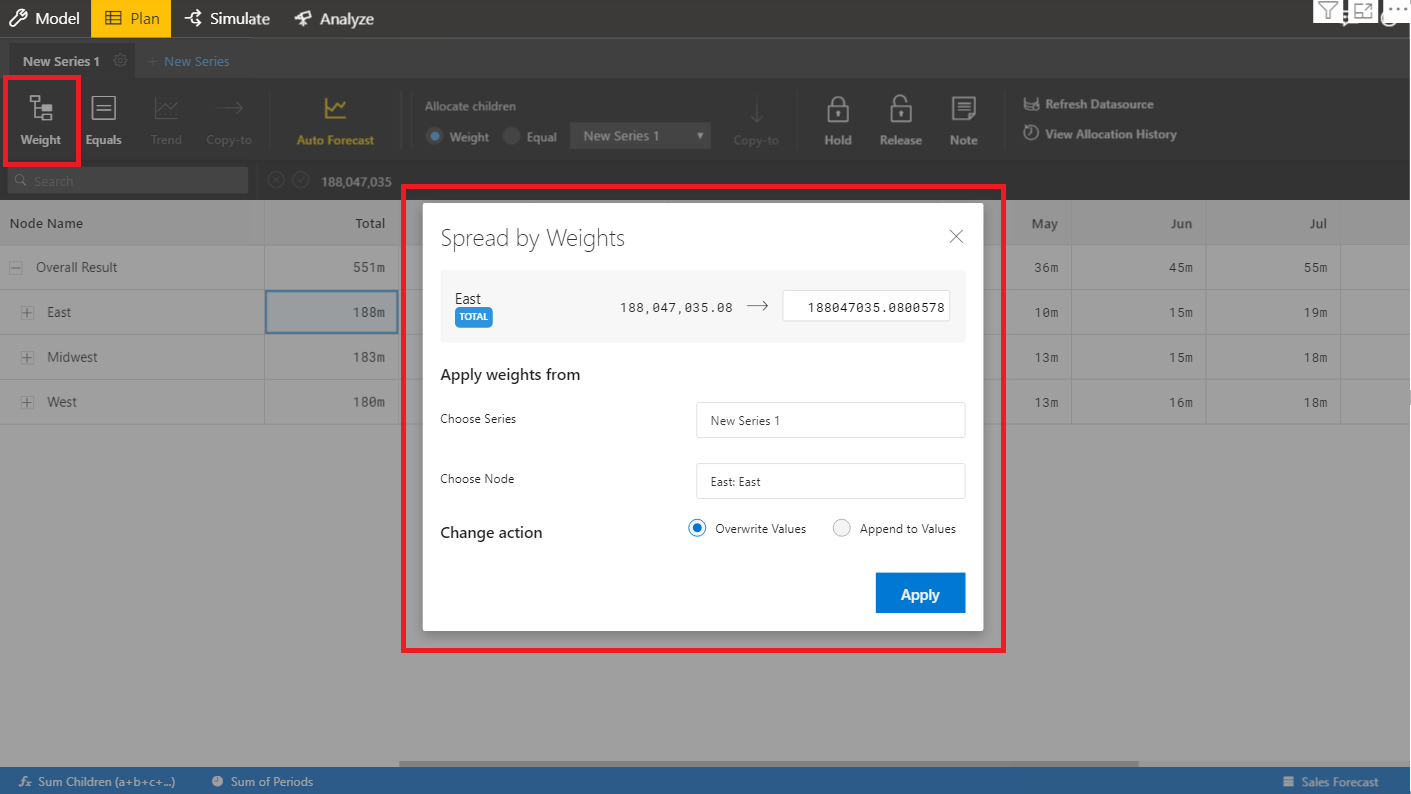 Model Plan Simulate Analyze
New Series 1 + New Series
Weight Equals Trend Copy-to Auto Forecast
Allocate children
Weight Equal New Series 1 Copy-to
Hold Release Note
Refresh Datasource
View Allocation History
Search 188,047,035
Node Name Total May Jun Jul
Overall Result 551m 36m 45m 55m
East 188m 10m 15m 19m
Midwest 183m 13m 15m 18m
West 180m 13m 16m 18m
Spread by Weights
East 188,047,035.08 → 188047035.0800578
TOTAL
Apply weights from
Choose Series New Series 1
Choose Node East: East
Change action Overwrite Values Append to Values
Apply
fx Sum Children (a+b+c+...) Sum of Periods Sales Forecast